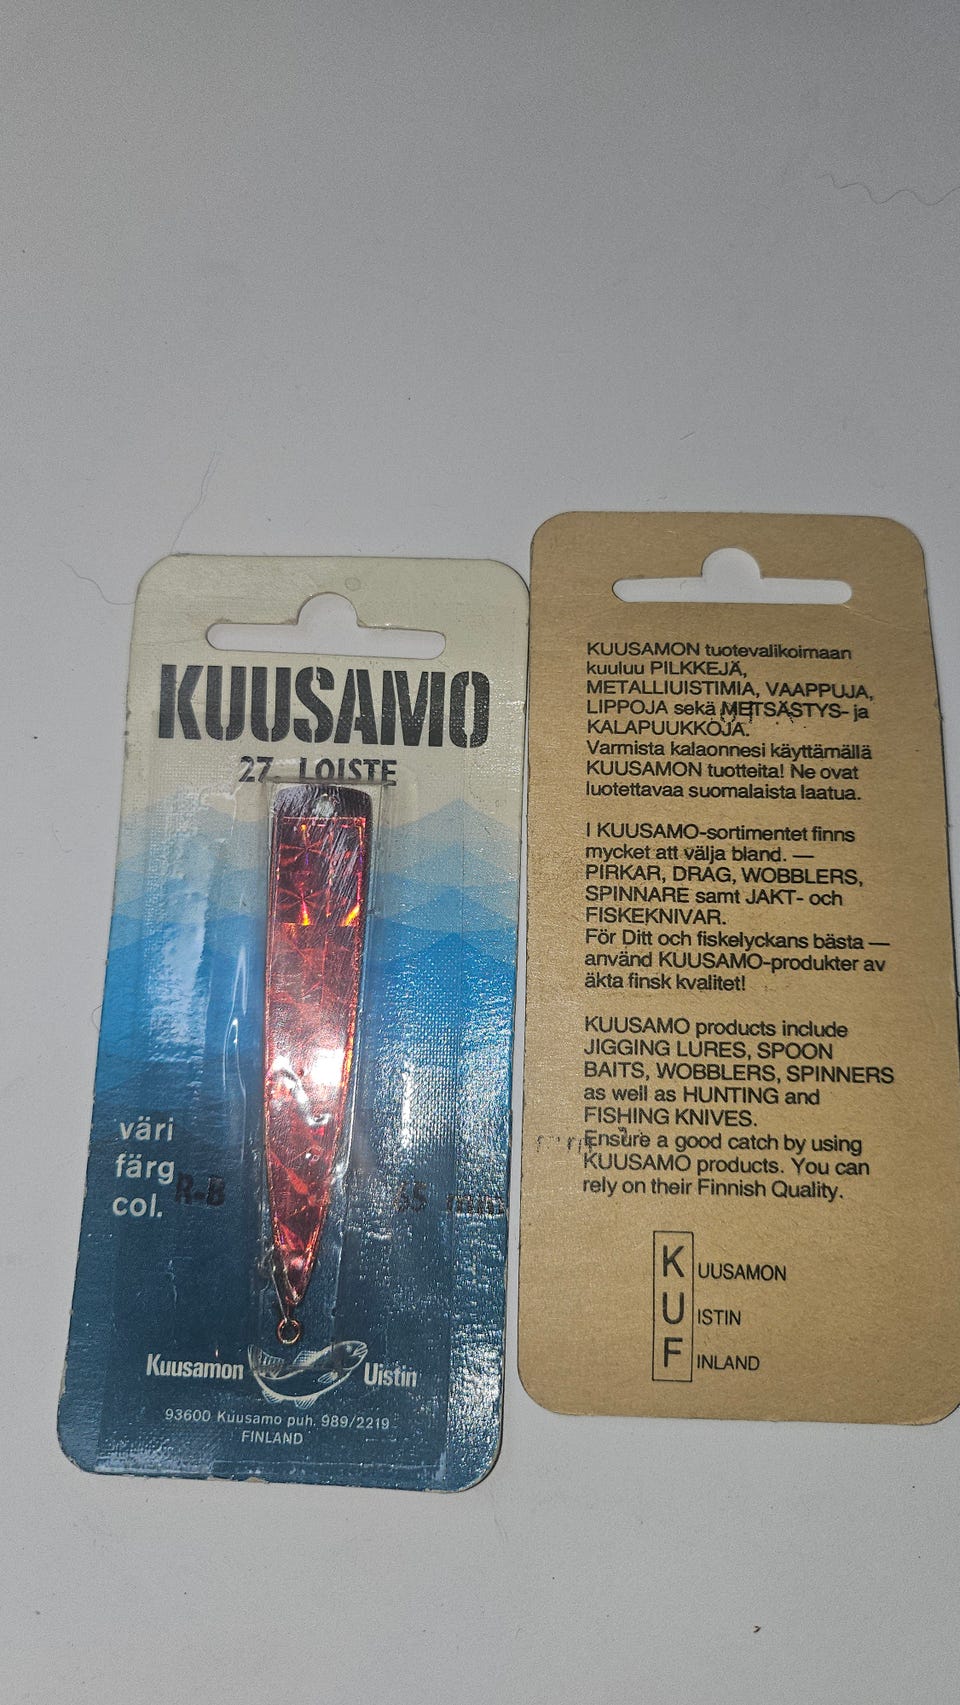 KUUSAMO
27. LOISTE
väri
färg
col. R-B
mm
Kuusamon Uistin
93600 Kuusamo puh. 989/2219
FINLAND
KUUSAMON tuotevalikoimaan
kuuluu PILKKEJÄ,
METALLIUISTIMIA, VAAPPUJA,
LIPPOJA sekä METSÄSTYS- ja
KALAPUUKKOJA.
Varmista kalaonnesi käyttämällä
KUUSAMON tuotteita! Ne ovat
luotettavaa suomalaista laatua.
I KUUSAMO-sortimentet finns
mycket att välja bland. —
PIRKAR, DRAG, WOBBLERS,
SPINNARE samt JAKT- och
FISKEKNIVAR.
För Ditt och fiskelyckans bästa —
använd KUUSAMO-produkter av
äkta finsk kvalitet!
KUUSAMO products include
JIGGING LURES, SPOON
BAITS, WOBBLERS, SPINNERS
as well as HUNTING and
FISHING KNIVES.
Ensure a good catch by using
KUUSAMO products. You can
rely on their Finnish Quality.
KUUSAMON
UISTIN
FINLAND